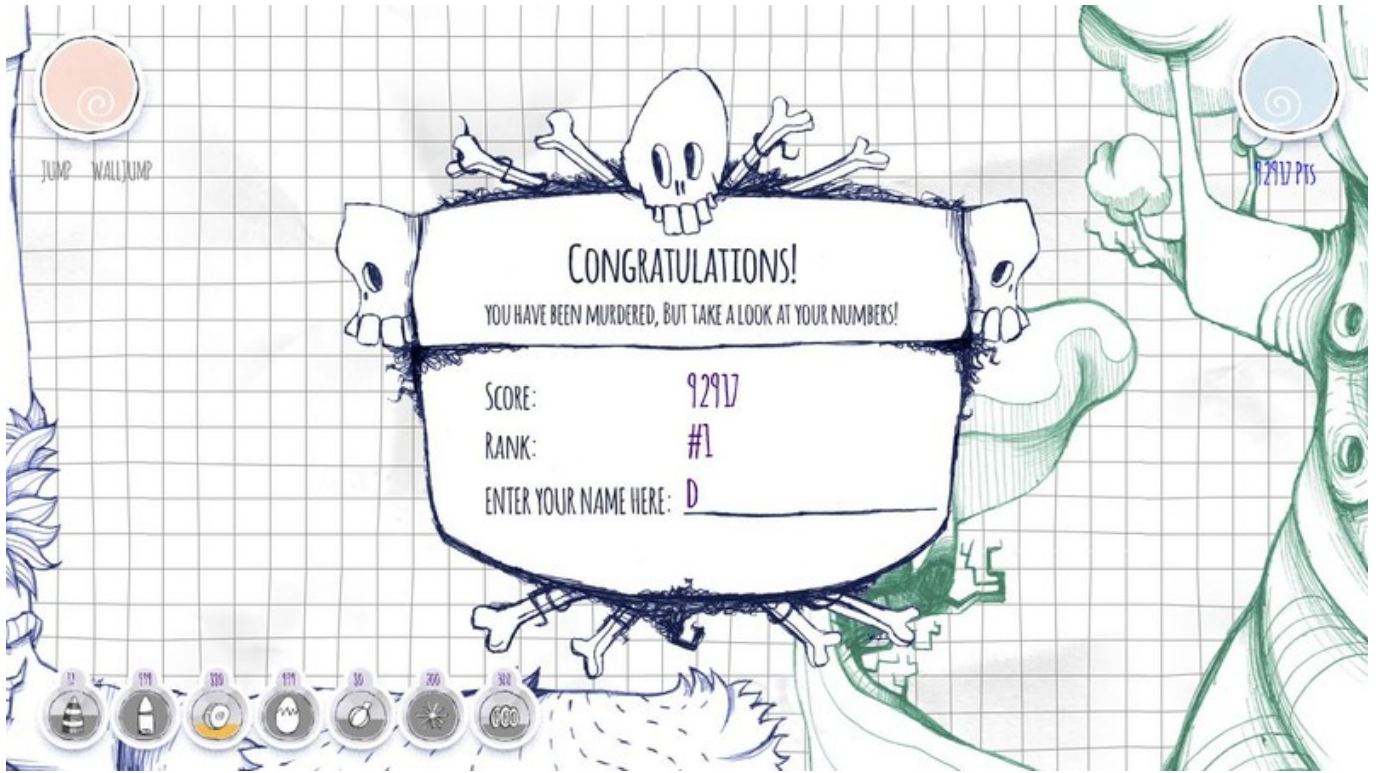 JUMP WALLJUMP
92917 PTS
CONGRATULATIONS!
YOU HAVE BEEN MURDERED, BUT TAKE A LOOK AT YOUR NUMBERS!
SCORE: 92917
RANK: #1
ENTER YOUR NAME HERE: D